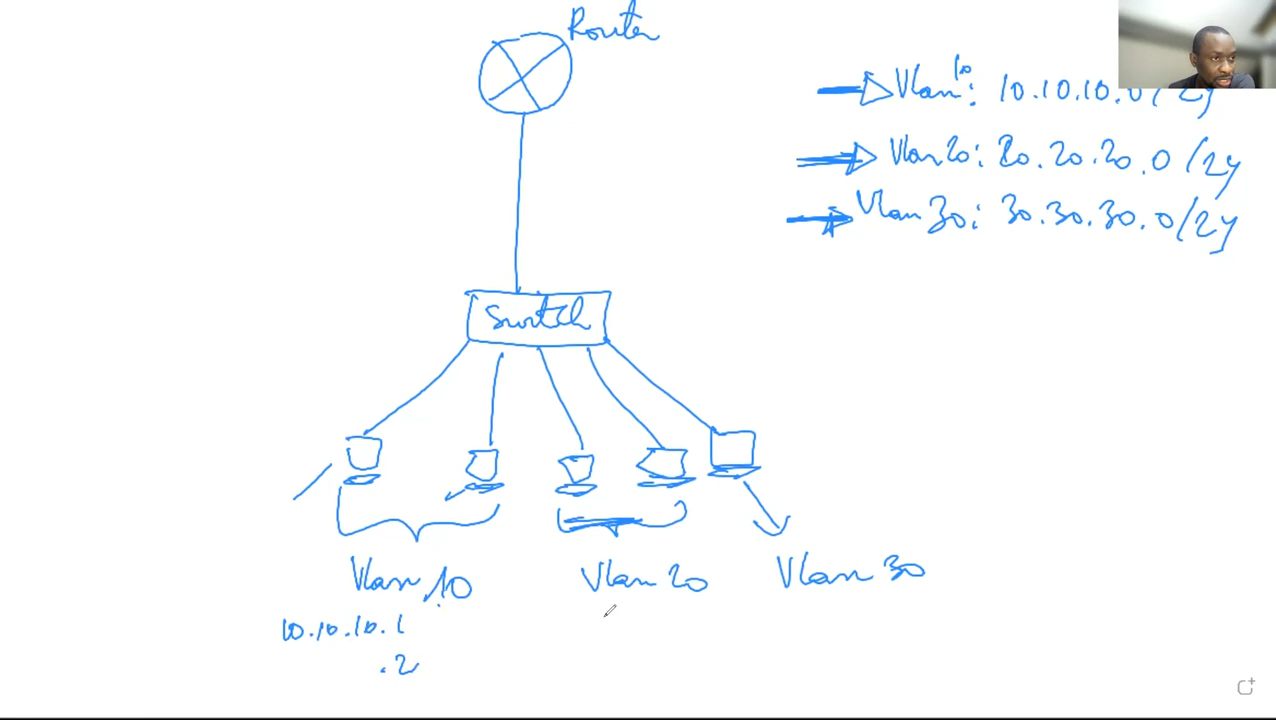 Router
Vlan 10: 10.10.10.0/24
Vlan 20: 20.20.20.0/24
Vlan 30: 30.30.30.0/24
Switch
Vlan 10 Vlan 20 Vlan 30
10.10.10.1
.2